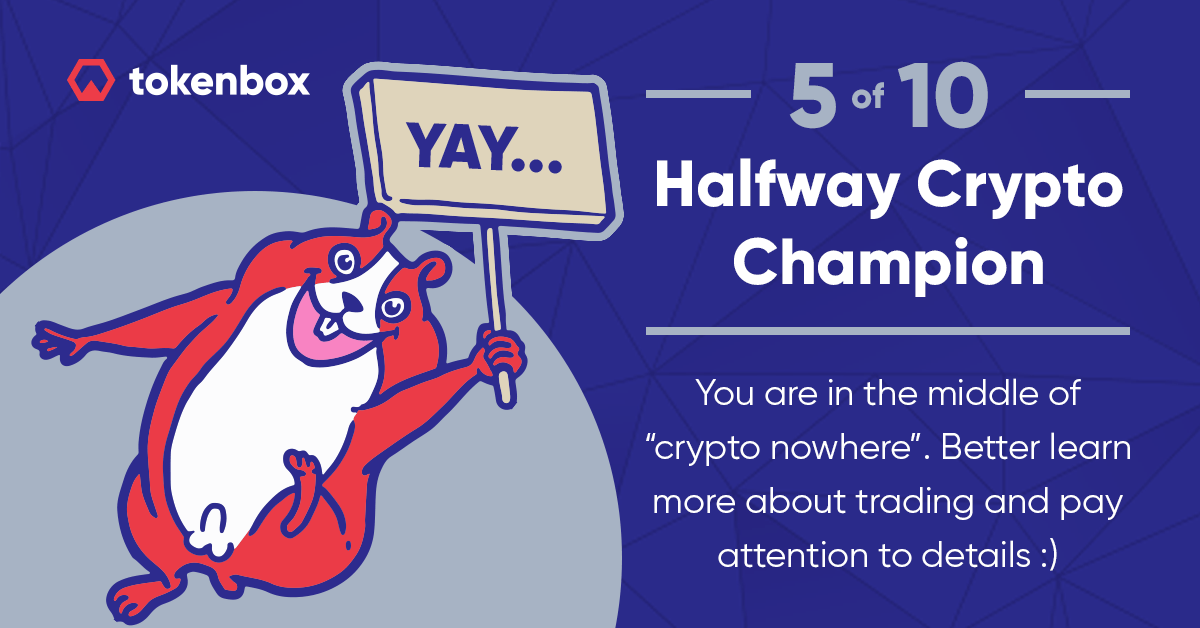 tokenbox
YAY...
5 of 10
Halfway Crypto
Champion
You are in the middle of
“crypto nowhere”. Better learn
more about trading and pay
attention to details :)